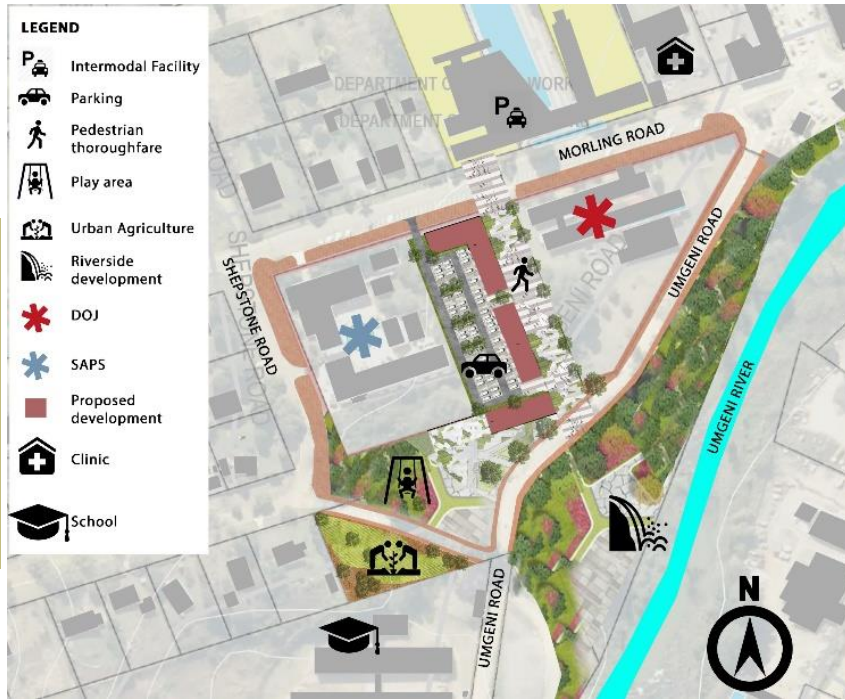 LEGEND
P
Intermodal Facility
Parking
Pedestrian
thoroughfare
Play area
Urban Agriculture
Riverside
development
DOJ
SAPS
Proposed
development
Clinic
School
P
MORLING ROAD
SHEPSTONE ROAD
UMGENI ROAD
UMGENI RIVER
UMGENI ROAD
N